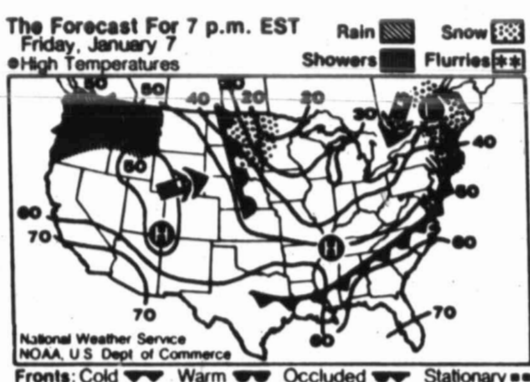 The Forecast For 7 p.m. EST
Friday, January 7
High Temperatures
Rain
Snow
Showers
Flurries
50
40
20
20
30
40
50
50
60
60
70
H
H
70
60
70
National Weather Service
NOAA, U S Dept of Commerce
Fronts: Cold
Warm
Occluded
Stationary